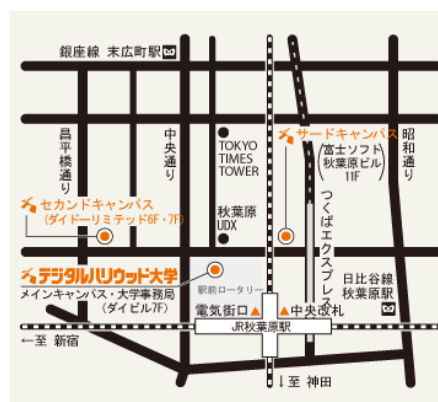 銀座線 末広町駅
昌平橋通り
中央通り
TOKYO
TIMES
TOWER
サードキャンパス
(富士ソフト
秋葉原ビル
11F)
昭和通り
セカンドキャンパス
(ダイドーリミテッド6F・7F)
秋葉原
UDX
つくばエクスプレス
デジタルハリウッド大学
メインキャンパス・大学事務局
(ダイビル7F)
駅前ロータリー
日比谷線
秋葉原駅
電気街口
中央改札
JR秋葉原駅
←至 新宿
↓至 神田